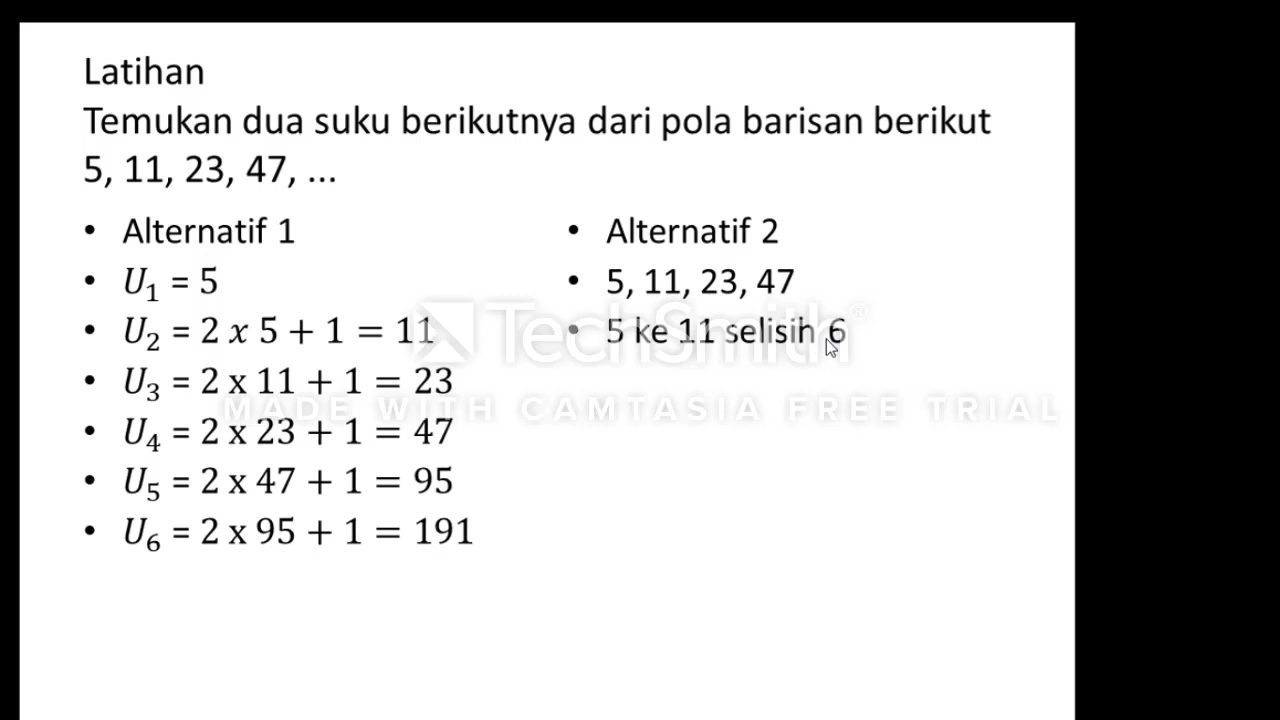 Latihan
Temukan dua suku berikutnya dari pola barisan berikut
5, 11, 23, 47, ...
• Alternatif 1
• U₁ = 5
• U₂ = 2 x 5 + 1 = 11
• U₃ = 2 x 11 + 1 = 23
• U₄ = 2 x 23 + 1 = 47
• U₅ = 2 x 47 + 1 = 95
• U₆ = 2 x 95 + 1 = 191
• Alternatif 2
• 5, 11, 23, 47
• 5 ke 11 selisih 6
TechSmith®
MADE WITH CAMTASIA FREE TRIAL